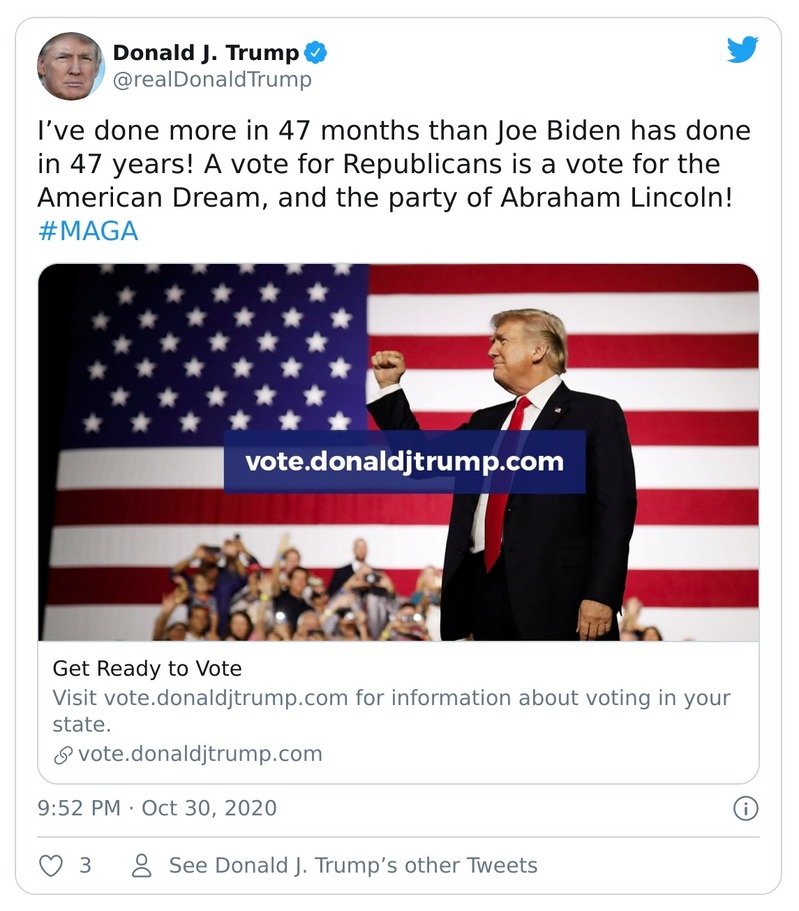 Donald J. Trump
@realDonaldTrump
I’ve done more in 47 months than Joe Biden has done
in 47 years! A vote for Republicans is a vote for the
American Dream, and the party of Abraham Lincoln!
#MAGA
vote.donaldjtrump.com
Get Ready to Vote
Visit vote.donaldjtrump.com for information about voting in your
state.
vote.donaldjtrump.com
9:52 PM · Oct 30, 2020
3 See Donald J. Trump’s other Tweets